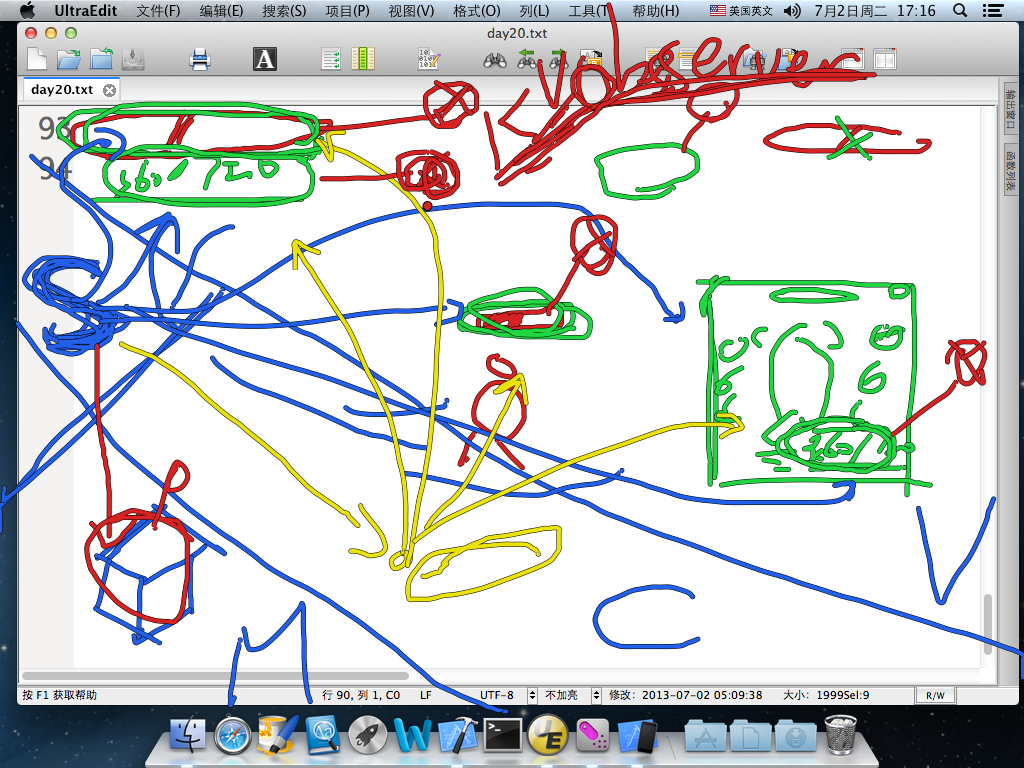 UltraEdit 文件(F) 编辑(E) 搜索(S) 项目(P) 视图(V) 格式(O) 列(L) 工具(T 帮助(H) 美国英文 7月2日周二 17:16
day20.txt
day20.txt
observer
93
94
输出窗口
函数列表
M
C
V
按 F1 获取帮助 行 90, 列 1, C0 LF UTF-8 不加亮 修改: 2013-07-02 05:09:38 大小: 1999Sel:9 R/W